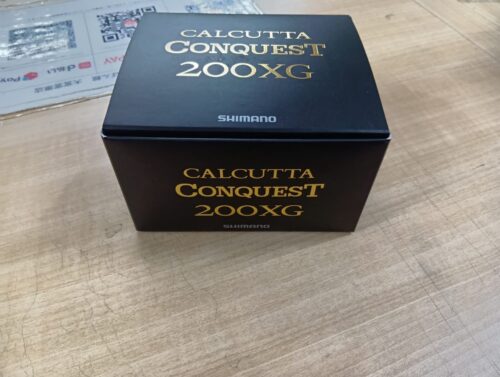 CALCUTTA
CONQUEST
200XG
SHIMANO
CALCUTTA
CONQUEST
200XG
SHIMANO